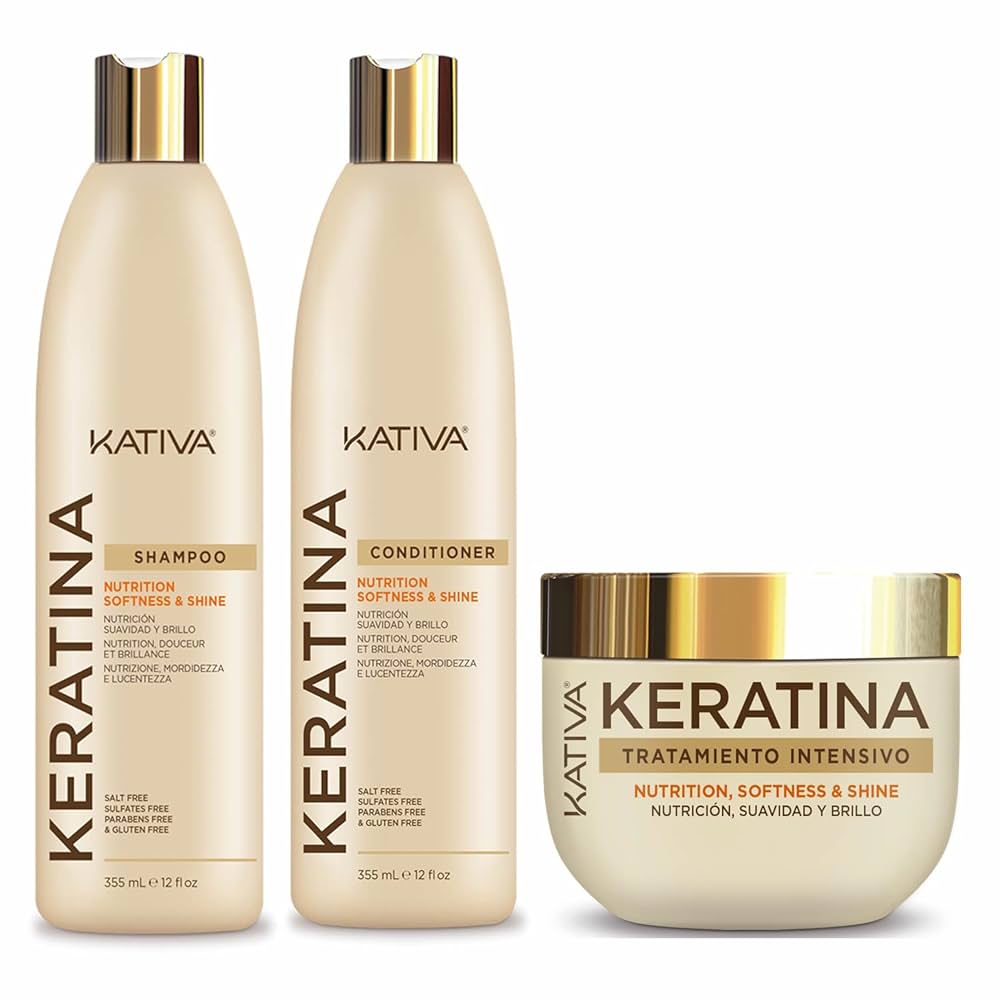 KATIVA®
KERATINA
SHAMPOO
NUTRITION
SOFTNESS & SHINE
NUTRICIÓN
SUAVIDAD Y BRILLO
NUTRITION, DOUCEUR
ET BRILLANCE
NUTRIZIONE, MORDIDEZZA
E LUCENTEZZA
SALT FREE
SULFATES FREE
PARABENS FREE
& GLUTEN FREE
355 mL ℮ 12 fl oz
KATIVA®
KERATINA
CONDITIONER
NUTRITION
SOFTNESS & SHINE
NUTRICIÓN
SUAVIDAD Y BRILLO
NUTRITION, DOUCEUR
ET BRILLANCE
NUTRIZIONE, MORDIDEZZA
E LUCENTEZZA
SALT FREE
SULFATES FREE
PARABENS FREE
& GLUTEN FREE
355 mL ℮ 12 fl oz
KATIVA®
KERATINA
TRATAMIENTO INTENSIVO
NUTRITION, SOFTNESS & SHINE
NUTRICIÓN, SUAVIDAD Y BRILLO